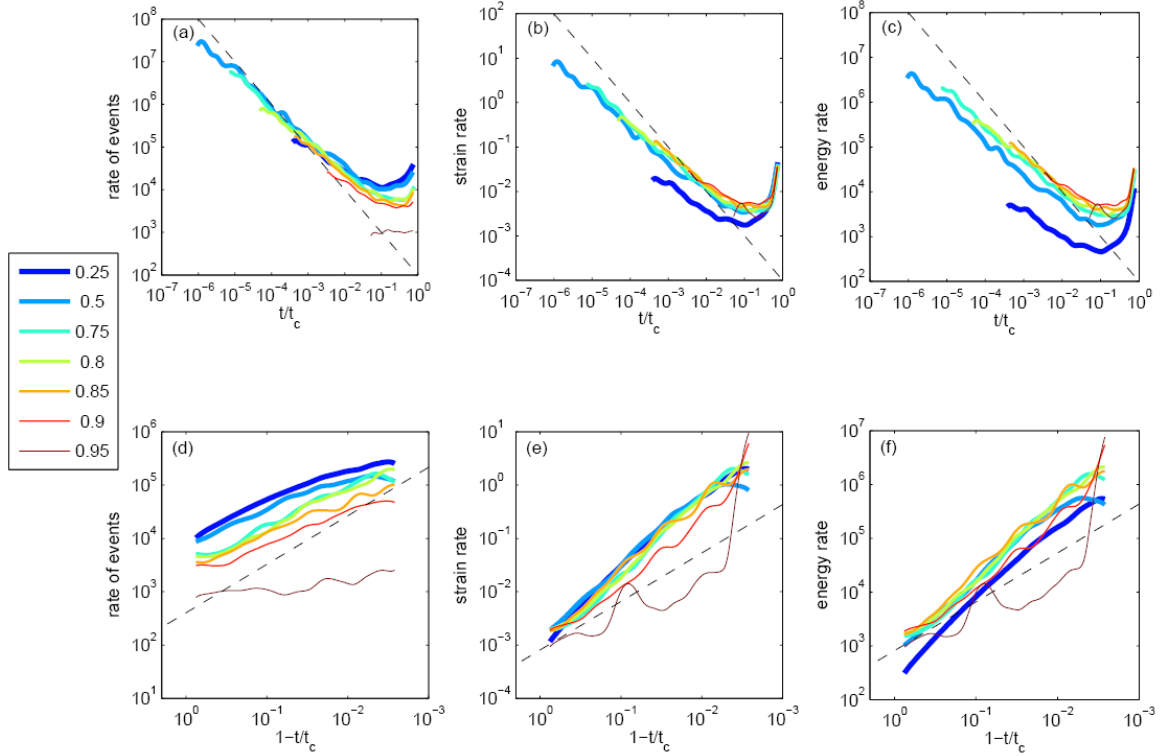 (a)
rate of events
10^8
10^7
10^6
10^5
10^4
10^3
10^2
10^-7 10^-6 10^-5 10^-4 10^-3 10^-2 10^-1 10^0
t/t_c
(b)
strain rate
10^2
10^1
10^0
10^-1
10^-2
10^-3
10^-4
10^-7 10^-6 10^-5 10^-4 10^-3 10^-2 10^-1 10^0
t/t_c
(c)
energy rate
10^8
10^7
10^6
10^5
10^4
10^3
10^2
10^-7 10^-6 10^-5 10^-4 10^-3 10^-2 10^-1 10^0
t/t_c
0.25
0.5
0.75
0.8
0.85
0.9
0.95
(d)
rate of events
10^6
10^5
10^4
10^3
10^2
10^1
10^0 10^-1 10^-2 10^-3
1-t/t_c
(e)
strain rate
10^1
10^0
10^-1
10^-2
10^-3
10^-4
10^0 10^-1 10^-2 10^-3
1-t/t_c
(f)
energy rate
10^7
10^6
10^5
10^4
10^3
10^2
10^0 10^-1 10^-2 10^-3
1-t/t_c